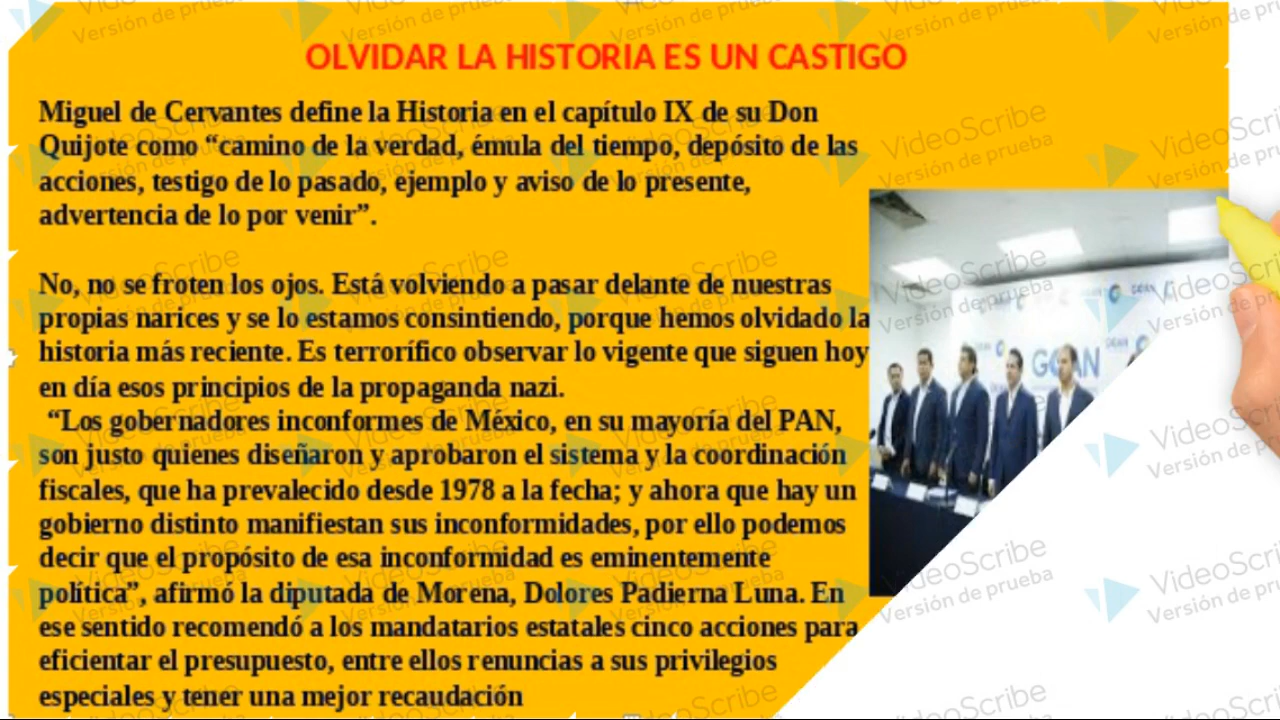 OLVIDAR LA HISTORIA ES UN CASTIGO
Miguel de Cervantes define la Historia en el capítulo IX de su Don
Quijote como “camino de la verdad, émula del tiempo, depósito de las
acciones, testigo de lo pasado, ejemplo y aviso de lo presente,
advertencia de lo por venir”.
No, no se froten los ojos. Está volviendo a pasar delante de nuestras
propias narices y se lo estamos consintiendo, porque hemos olvidado la
historia más reciente. Es terrorífico observar lo vigente que siguen hoy
en día esos principios de la propaganda nazi.
“Los gobernadores inconformes de México, en su mayoría del PAN,
son justo quienes diseñaron y aprobaron el sistema y la coordinación
fiscales, que ha prevalecido desde 1978 a la fecha; y ahora que hay un
gobierno distinto manifiestan sus inconformidades, por ello podemos
decir que el propósito de esa inconformidad es eminentemente
política”, afirmó la diputada de Morena, Dolores Padierna Luna. En
ese sentido recomendó a los mandatarios estatales cinco acciones para
eficientar el presupuesto, entre ellos renuncias a sus privilegios
especiales y tener una mejor recaudación
GOAN
VideoScribe
Versión de prueba